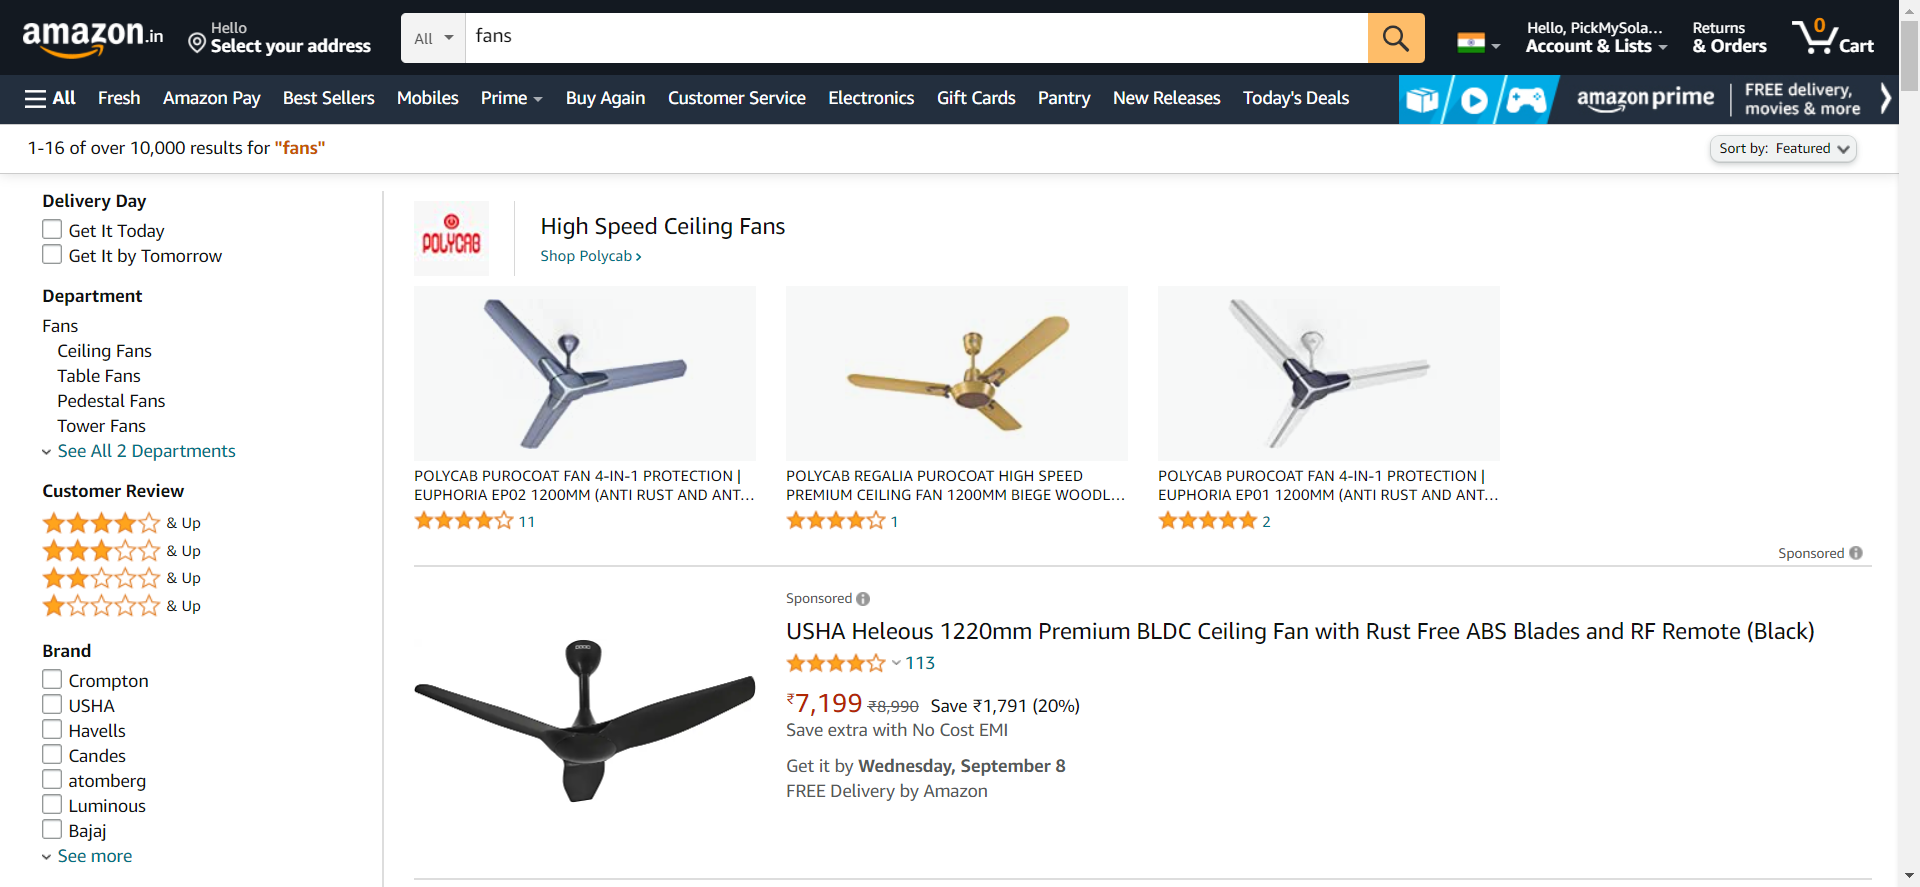 amazon.in
Hello
Select your address
All
fans
Hello, PickMySola...
Account & Lists
Returns
& Orders
0
Cart
All
Fresh
Amazon Pay
Best Sellers
Mobiles
Prime
Buy Again
Customer Service
Electronics
Gift Cards
Pantry
New Releases
Today's Deals
amazon prime
FREE delivery,
movies & more
1-16 of over 10,000 results for "fans"
Sort by: Featured
Delivery Day
Get It Today
Get It by Tomorrow
Department
Fans
Ceiling Fans
Table Fans
Pedestal Fans
Tower Fans
See All 2 Departments
Customer Review
& Up
& Up
& Up
& Up
Brand
Crompton
USHA
Havells
Candes
atomberg
Luminous
Bajaj
See more
POLYCAB
High Speed Ceiling Fans
Shop Polycab ›
POLYCAB PUROCOAT FAN 4-IN-1 PROTECTION |
EUPHORIA EP02 1200MM (ANTI RUST AND ANT...
11
POLYCAB REGALIA PUROCOAT HIGH SPEED
PREMIUM CEILING FAN 1200MM BIEGE WOODL...
1
POLYCAB PUROCOAT FAN 4-IN-1 PROTECTION |
EUPHORIA EP01 1200MM (ANTI RUST AND ANT...
2
Sponsored
Sponsored
USHA Heleous 1220mm Premium BLDC Ceiling Fan with Rust Free ABS Blades and RF Remote (Black)
113
₹7,199 ₹8,990 Save ₹1,791 (20%)
Save extra with No Cost EMI
Get it by Wednesday, September 8
FREE Delivery by Amazon